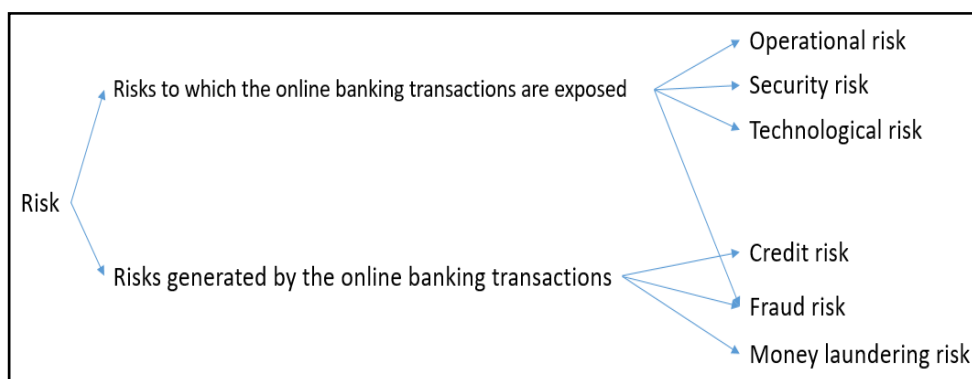 Operational risk
Risks to which the online banking transactions are exposed
Security risk
Technological risk
Risk
Credit risk
Risks generated by the online banking transactions
Fraud risk
Money laundering risk